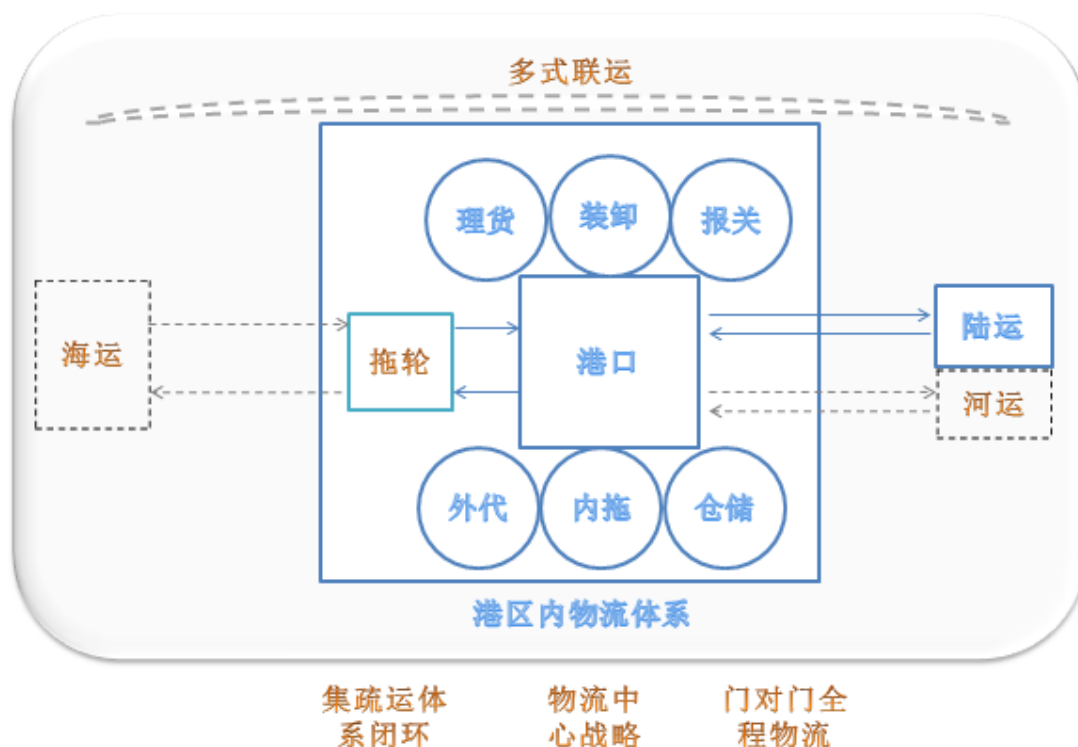 多式联运
理货
装卸
报关
海运
拖轮
港口
陆运
河运
外代
内拖
仓储
港区内物流体系
集疏运体
系闭环
物流中
心战略
门对门全
程物流